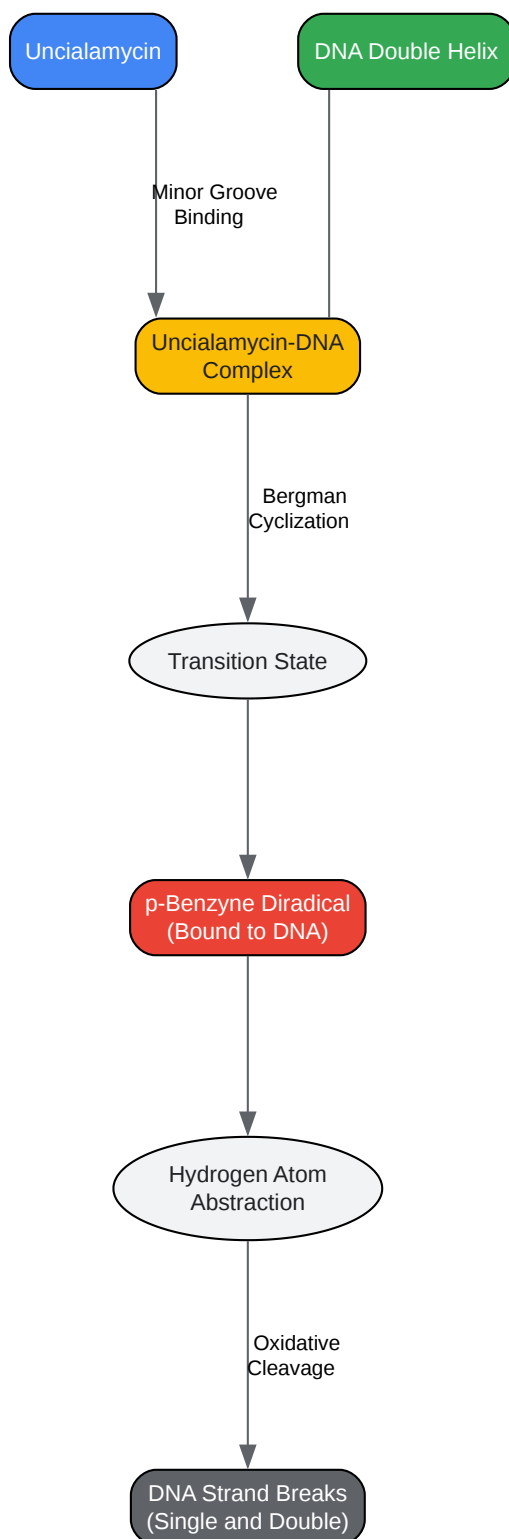 Uncialamycin
DNA Double Helix
Minor Groove
Binding
Uncialamycin-DNA
Complex
Bergman
Cyclization
Transition State
p-Benzyne Diradical
(Bound to DNA)
Hydrogen Atom
Abstraction
Oxidative
Cleavage
DNA Strand Breaks
(Single and Double)